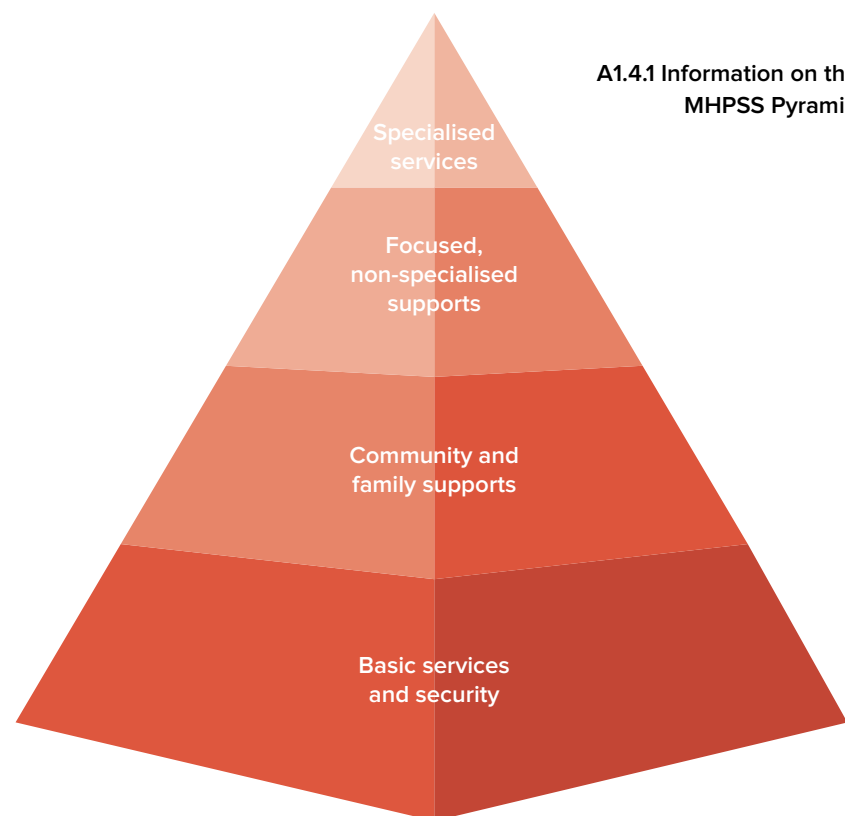 A1.4.1 Information on th
MHPSS Pyrami
Specialised
services
Focused,
non-specialised
supports
Community and
family supports
Basic services
and security